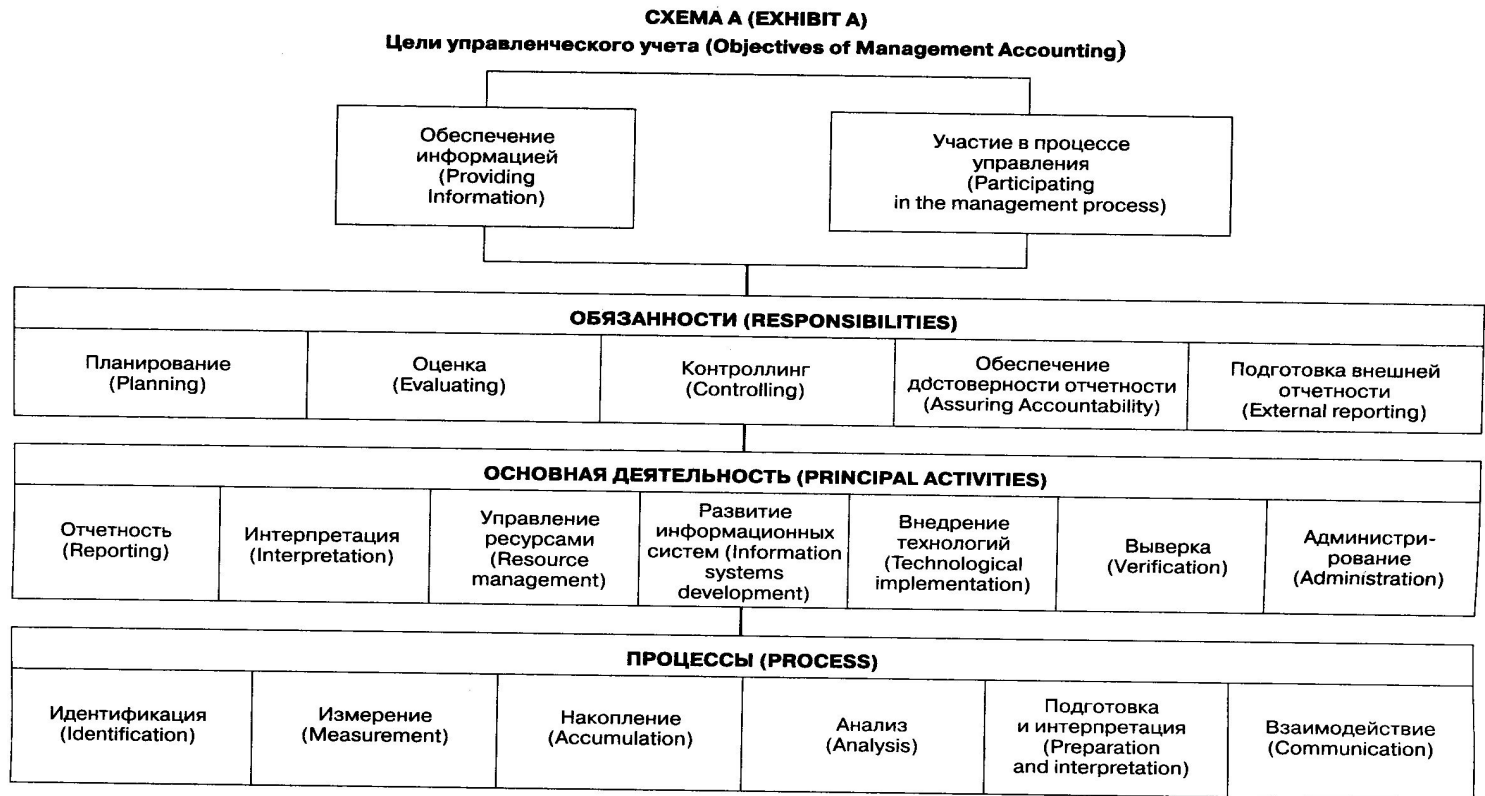 СХЕМА А (EXHIBIT A)
Цели управленческого учета (Objectives of Management Accounting)
Обеспечение
информацией
(Providing
Information)
Участие в процессе
управления
(Participating
in the management process)
ОБЯЗАННОСТИ (RESPONSIBILITIES)
Планирование
(Planning)
Оценка
(Evaluating)
Контроллинг
(Controlling)
Обеспечение
достоверности отчетности
(Assuring Accountability)
Подготовка внешней
отчетности
(External reporting)
ОСНОВНАЯ ДЕЯТЕЛЬНОСТЬ (PRINCIPAL ACTIVITIES)
Отчетность
(Reporting)
Интерпретация
(Interpretation)
Управление
ресурсами
(Resource
management)
Развитие
информационных
систем (Information
systems
development)
Внедрение
технологий
(Technological
implementation)
Выверка
(Verification)
Администри-
рование
(Administration)
ПРОЦЕССЫ (PROCESS)
Идентификация
(Identification)
Измерение
(Measurement)
Накопление
(Accumulation)
Анализ
(Analysis)
Подготовка
и интерпретация
(Preparation
and interpretation)
Взаимодействие
(Communication)